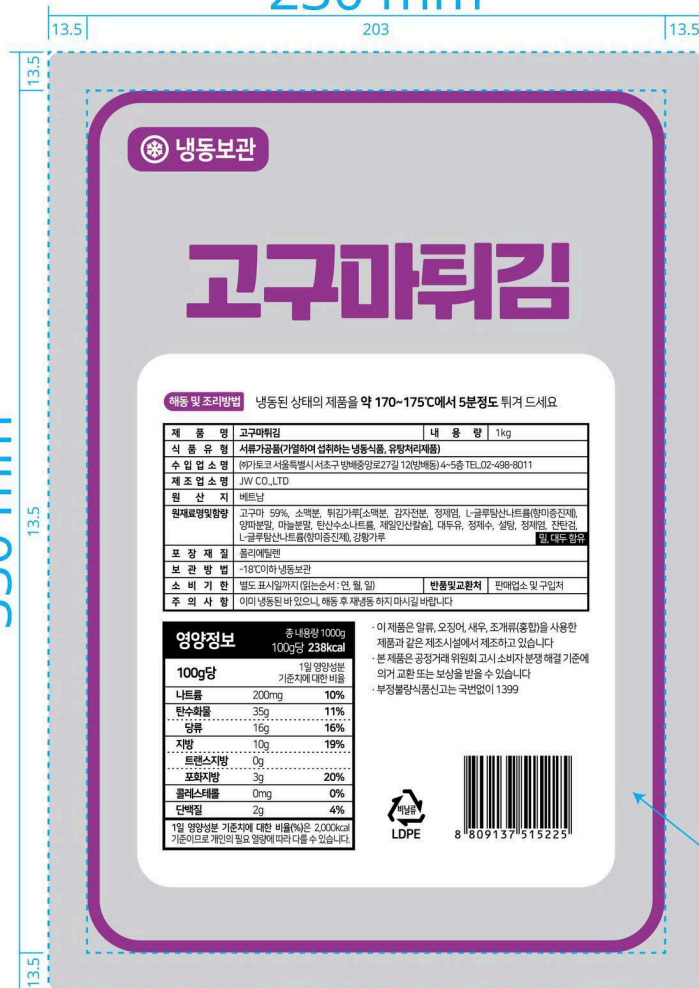 13.5 203 13.5
13.5
냉동보관
고구마튀김
해동 및 조리방법 냉동된 상태의 제품을 약 170~175℃에서 5분정도 튀겨 드세요
제품명 고구마튀김 내용량 1kg
식품유형 서류가공품(가열하여 섭취하는 냉동식품, 유탕처리제품)
수입업소명 ㈜가토코 서울특별시 서초구 방배중앙로27길 12(방배동) 4~5층 TEL.02-498-8011
제조업소명 JW CO.,LTD
원산지 베트남
원재료명및함량 고구마 59%, 소맥분, 튀김가루[소맥분, 감자전분, 정제염, L-글루탐산나트륨(향미증진제),
양파분말, 마늘분말, 탄산수소나트륨, 제일인산칼슘], 대두유, 정제수, 설탕, 정제염, 잔탄검,
L-글루탐산나트륨(향미증진제), 강황가루
밀, 대두 함유
포장재질 폴리에틸렌
보관방법 -18℃이하 냉동보관
소비기한 별도 표시일까지 (읽는순서 : 연, 월, 일) 반품및교환처 판매업소 및 구입처
주의사항 이미 냉동된 바 있으니, 해동 후 재냉동 하지 마시길 바랍니다
13.5
영양정보 총 내용량 1000g
100g당 238kcal
100g당 1일 영양성분
기준치에 대한 비율
나트륨 200mg 10%
탄수화물 35g 11%
당류 16g 16%
지방 10g 19%
트랜스지방 0g
포화지방 3g 20%
콜레스테롤 0mg 0%
단백질 2g 4%
1일 영양성분 기준치에 대한 비율(%)은 2,000kcal
기준이므로 개인의 필요 열량에 따라 다를 수 있습니다.
· 이 제품은 알류, 오징어, 새우, 조개류(홍합)을 사용한
제품과 같은 제조시설에서 제조하고 있습니다
· 본 제품은 공정거래 위원회 고시 소비자 분쟁 해결 기준에
의거 교환 또는 보상을 받을 수 있습니다
· 부정불량식품신고는 국번없이 1399
비닐류
LDPE
8 809137 515225
13.5